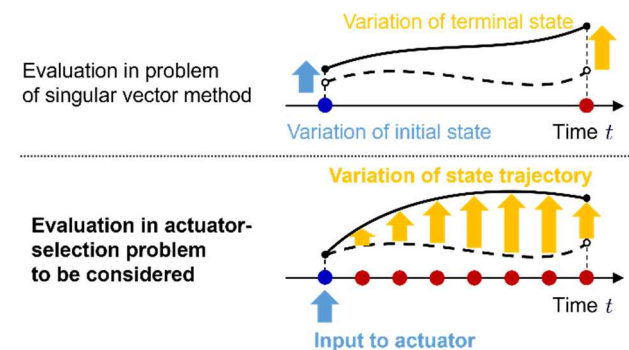 Variation of terminal state
Evaluation in problem
of singular vector method
Variation of initial state
Time t
Variation of state trajectory
Evaluation in actuator-
selection problem
to be considered
Time t
Input to actuator